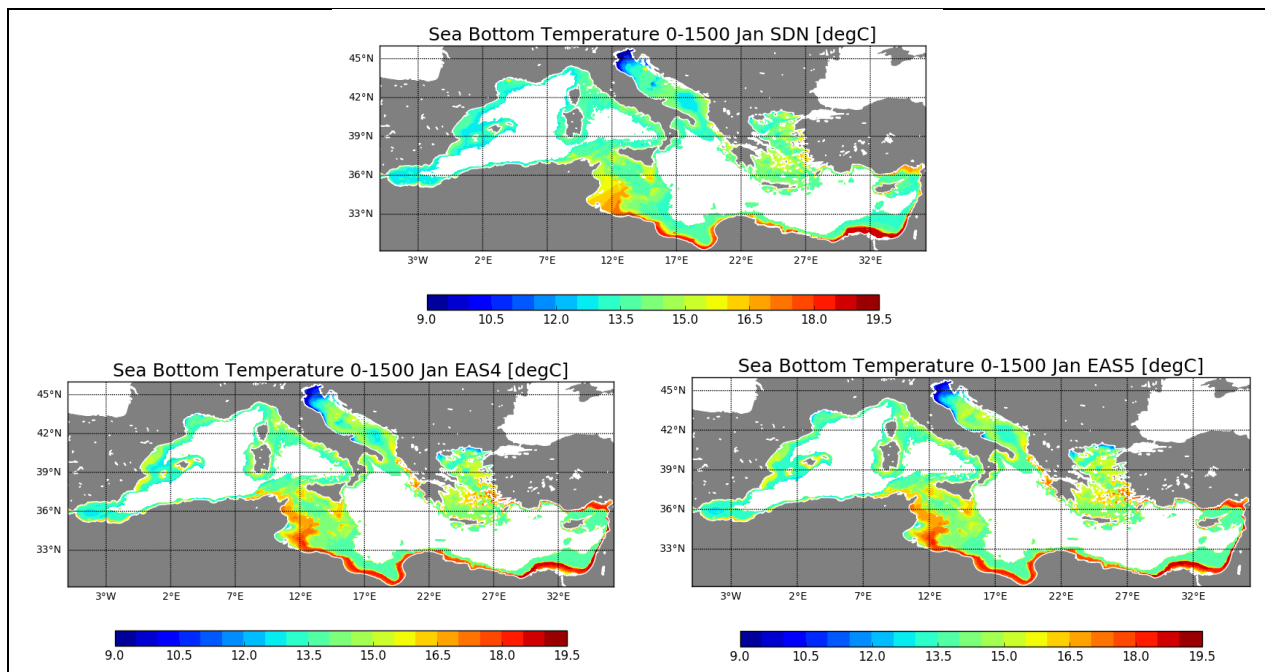 Sea Bottom Temperature 0-1500 Jan SDN [degC]
45°N
42°N
39°N
36°N
33°N
3°W 2°E 7°E 12°E 17°E 22°E 27°E 32°E
9.0 10.5 12.0 13.5 15.0 16.5 18.0 19.5
Sea Bottom Temperature 0-1500 Jan EAS4 [degC]
45°N
42°N
39°N
36°N
33°N
3°W 2°E 7°E 12°E 17°E 22°E 27°E 32°E
9.0 10.5 12.0 13.5 15.0 16.5 18.0 19.5
Sea Bottom Temperature 0-1500 Jan EAS5 [degC]
45°N
42°N
39°N
36°N
33°N
3°W 2°E 7°E 12°E 17°E 22°E 27°E 32°E
9.0 10.5 12.0 13.5 15.0 16.5 18.0 19.5